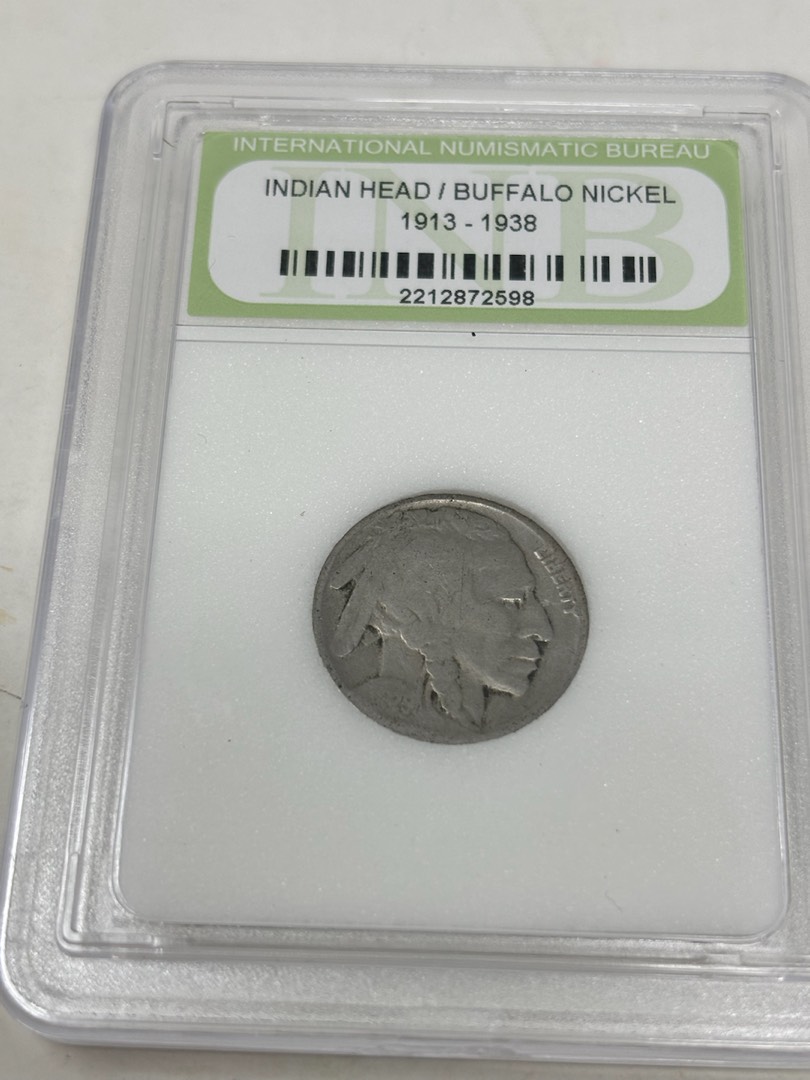 INTERNATIONAL NUMISMATIC BUREAU
INDIAN HEAD / BUFFALO NICKEL
1913 - 1938
2212872598
INB
LIBERTY